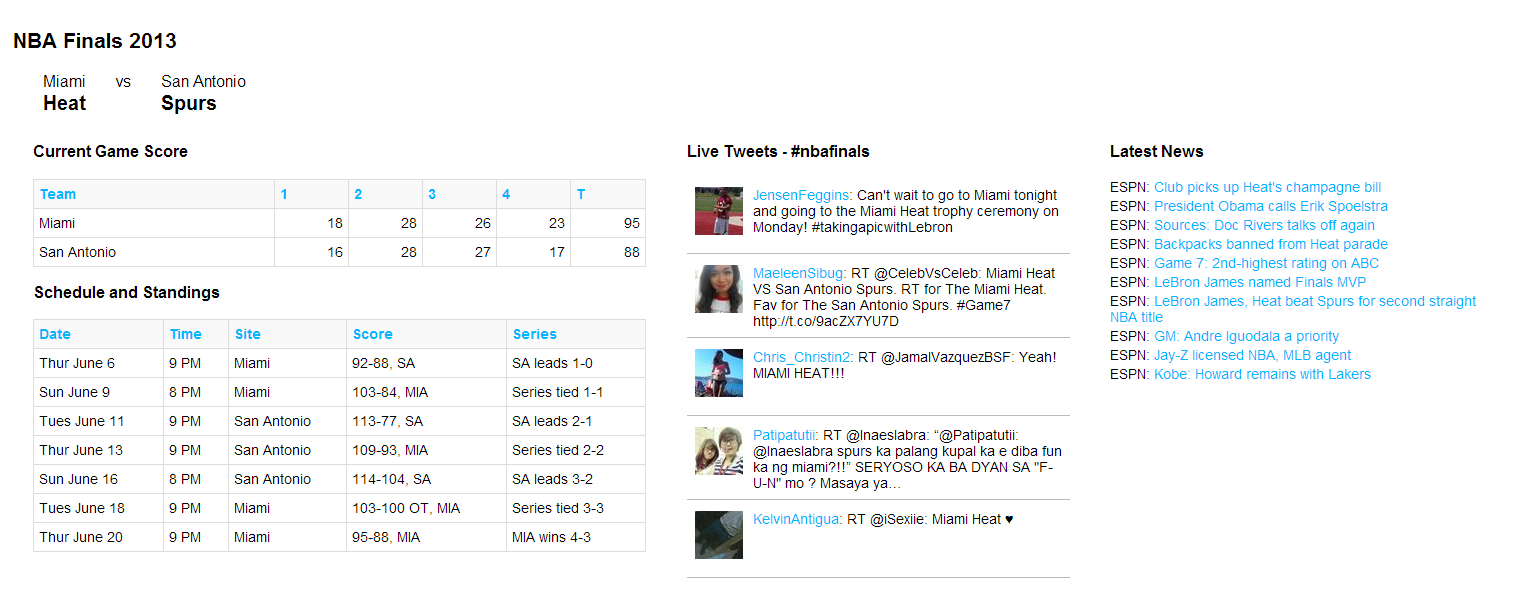 NBA Finals 2013
Miami vs San Antonio
Heat Spurs
Current Game Score
Team 1 2 3 4 T
Miami 18 28 26 23 95
San Antonio 16 28 27 17 88
Schedule and Standings
Date Time Site Score Series
Thur June 6 9 PM Miami 92-88, SA SA leads 1-0
Sun June 9 8 PM Miami 103-84, MIA Series tied 1-1
Tues June 11 9 PM San Antonio 113-77, SA SA leads 2-1
Thur June 13 9 PM San Antonio 109-93, MIA Series tied 2-2
Sun June 16 8 PM San Antonio 114-104, SA SA leads 3-2
Tues June 18 9 PM Miami 103-100 OT, MIA Series tied 3-3
Thur June 20 9 PM Miami 95-88, MIA MIA wins 4-3
Live Tweets - #nbafinals
JensenFeggins: Can't wait to go to Miami tonight
and going to the Miami Heat trophy ceremony on
Monday! #takingapicwithLebron
MaeleenSibug: RT @CelebVsCeleb: Miami Heat
VS San Antonio Spurs. RT for The Miami Heat.
Fav for The San Antonio Spurs. #Game7
http://t.co/9acZX7YU7D
Chris_Christin2: RT @JamalVazquezBSF: Yeah!
MIAMI HEAT!!!
Patipatutii: RT @Inaeslabra: “@Patipatutii:
@Inaeslabra spurs ka palang kupal ka e diba fun
ka ng miami?!!” SERYOSO KA BA DYAN SA "F-
U-N" mo ? Masaya ya…
KelvinAntigua: RT @iSexiie: Miami Heat ♥
Latest News
ESPN: Club picks up Heat's champagne bill
ESPN: President Obama calls Erik Spoelstra
ESPN: Sources: Doc Rivers talks off again
ESPN: Backpacks banned from Heat parade
ESPN: Game 7: 2nd-highest rating on ABC
ESPN: LeBron James named Finals MVP
ESPN: LeBron James, Heat beat Spurs for second straight
NBA title
ESPN: GM: Andre Iguodala a priority
ESPN: Jay-Z licensed NBA, MLB agent
ESPN: Kobe: Howard remains with Lakers